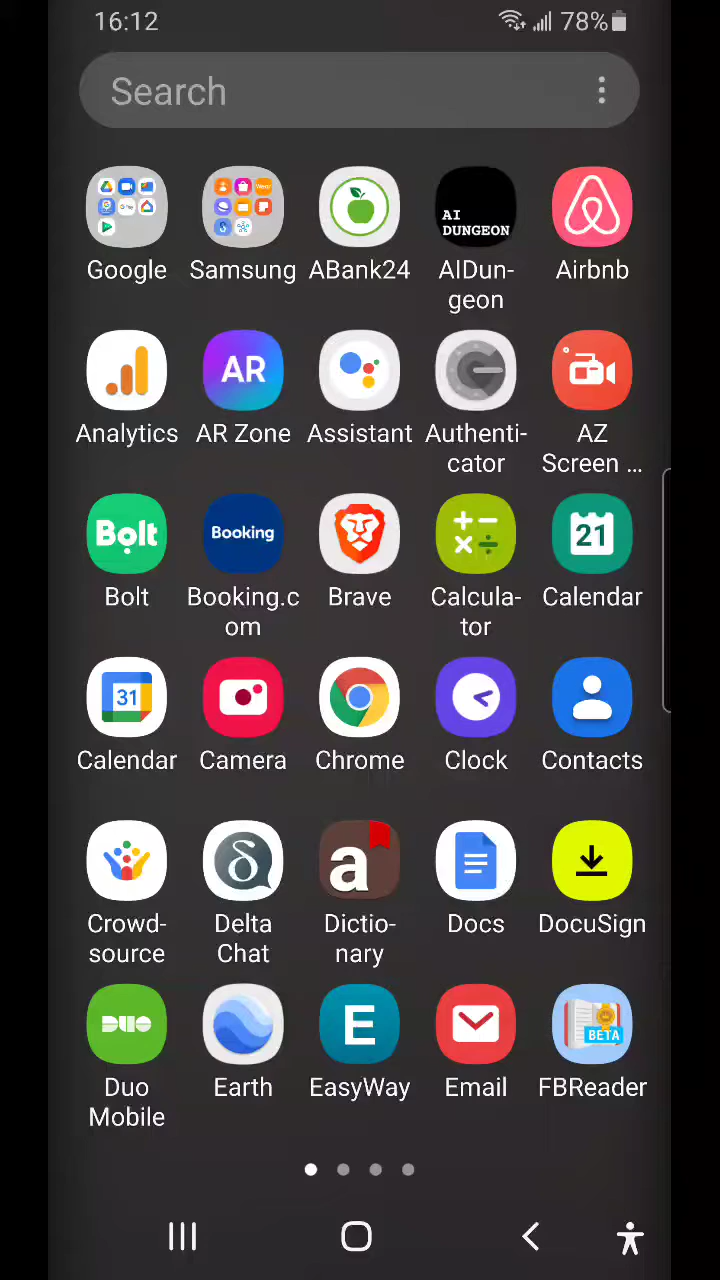 16:12 78%
Search
Google Samsung ABank24 AIDun- Airbnb
geon
AI
DUNGEON
AR
Analytics AR Zone Assistant Authenti- AZ
cator Screen ...
Bolt Booking 21
Bolt Booking.c Brave Calcula- Calendar
om tor
31
Calendar Camera Chrome Clock Contacts
δ a
Crowd- Delta Dictio- Docs DocuSign
source Chat nary
DUO E BETA
Duo Earth EasyWay Email FBReader
Mobile